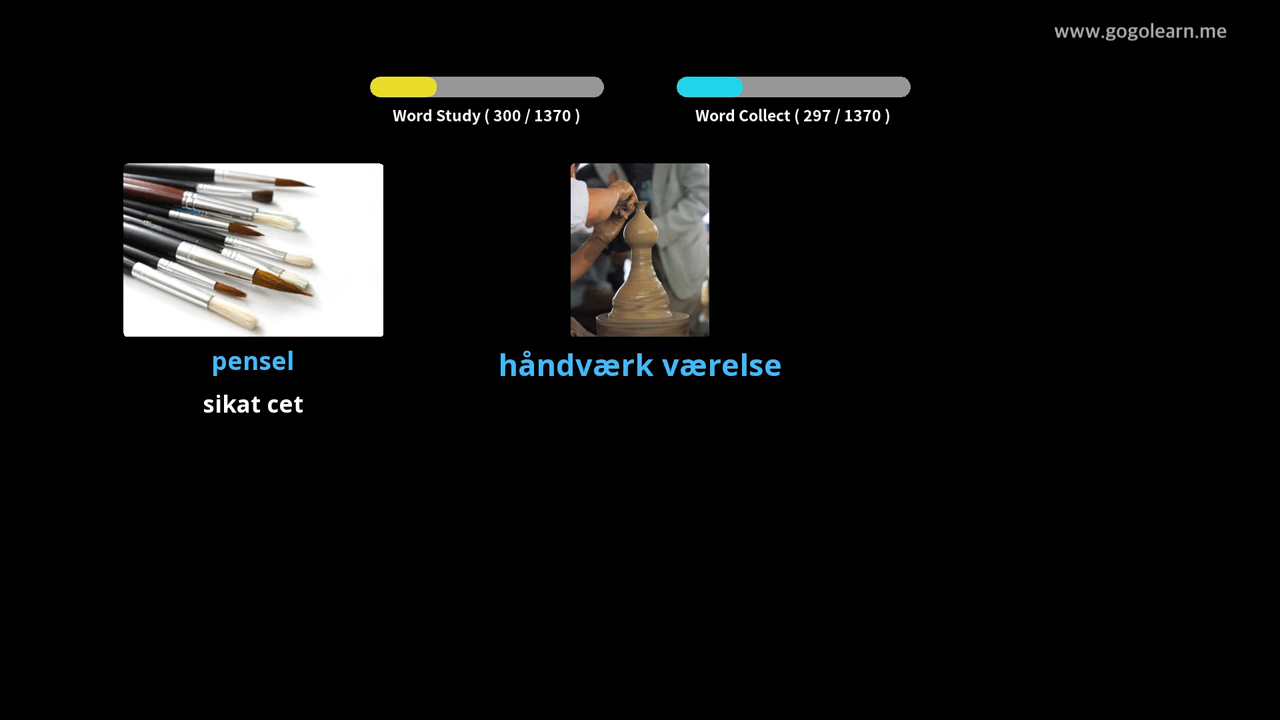 www.gogolearn.me
Word Study ( 300 / 1370 )
Word Collect ( 297 / 1370 )
pensel
håndværk værelse
sikat cet